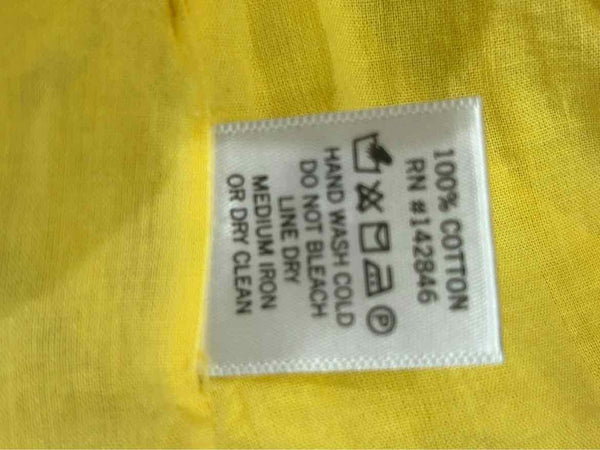 100% COTTON
RN #142846
P
HAND WASH COLD
DO NOT BLEACH
LINE DRY
MEDIUM IRON
OR DRY CLEAN